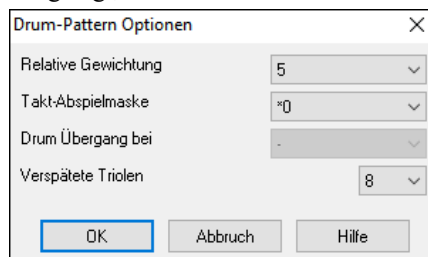 Drum-Pattern Optionen
Relative Gewichtung 5
Takt-Abspielmaske *0
Drum Übergang bei -
Verspätete Triolen 8
OK Abbruch Hilfe